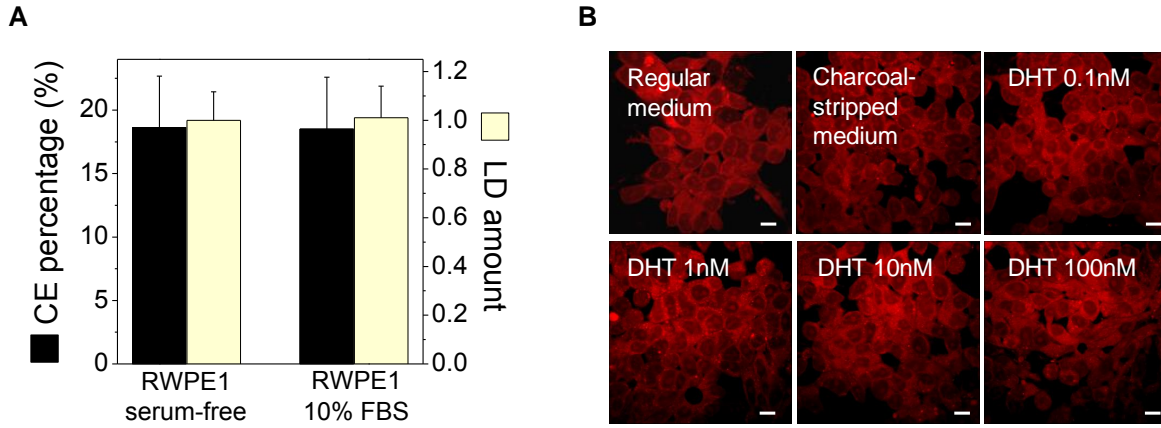 A
CE percentage (%)
20
15
10
5
0
1.2
1.0
0.8
0.6
0.4
0.2
0.0
LD amount
RWPE1
serum-free
RWPE1
10% FBS
B
Regular
medium
Charcoal-
stripped
medium
DHT 0.1nM
DHT 1nM
DHT 10nM
DHT 100nM